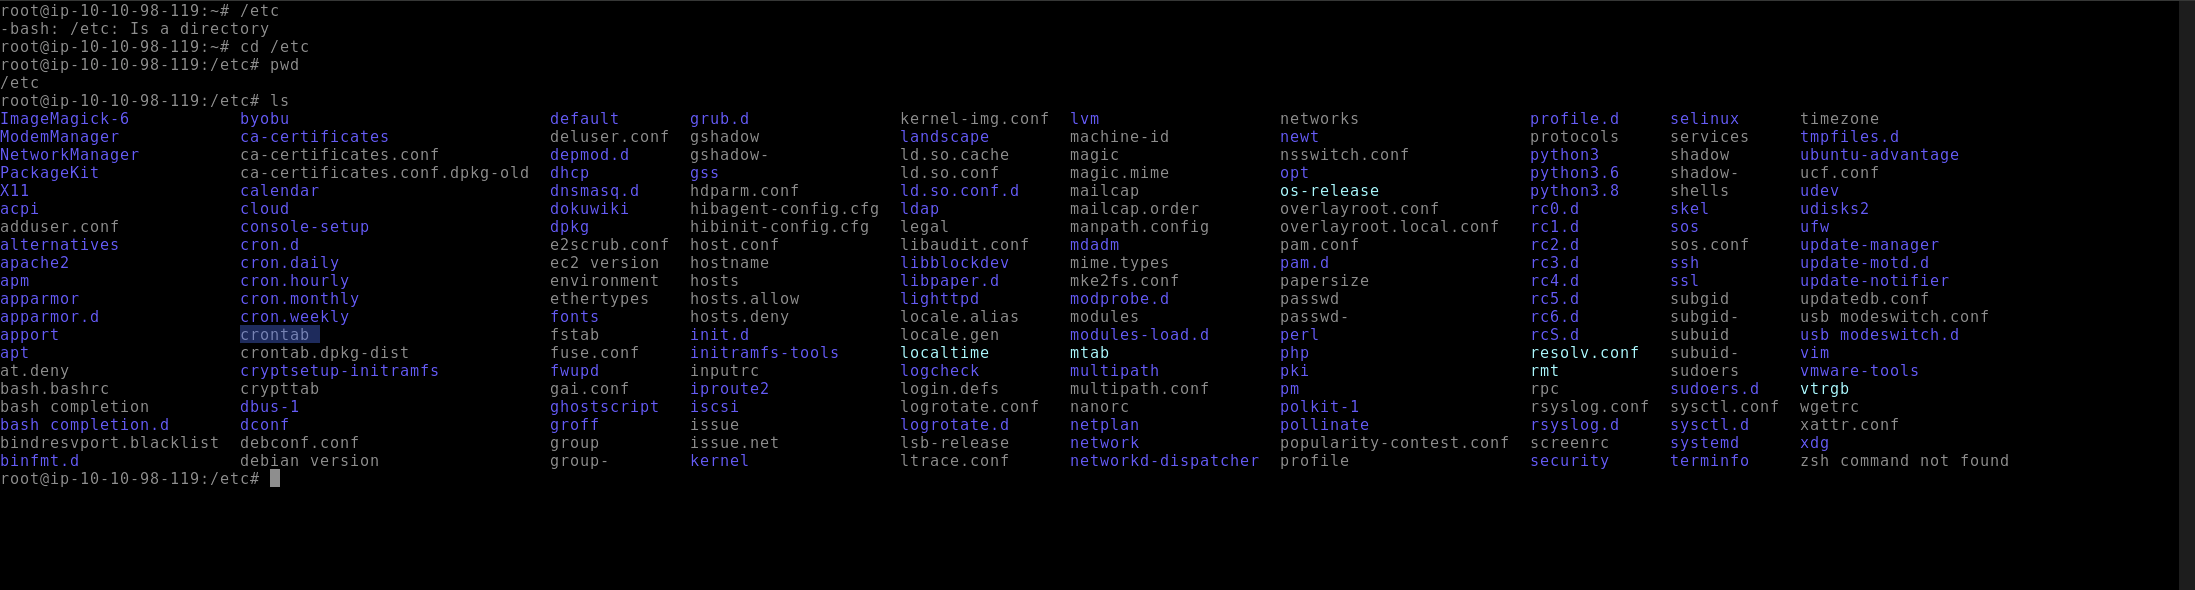 root@ip-10-10-98-119:~# /etc
-bash: /etc: Is a directory
root@ip-10-10-98-119:~# cd /etc
root@ip-10-10-98-119:/etc# pwd
/etc
root@ip-10-10-98-119:/etc# ls
ImageMagick-6 byobu default grub.d kernel-img.conf lvm networks profile.d selinux timezone
ModemManager ca-certificates deluser.conf gshadow landscape machine-id newt protocols services tmpfiles.d
NetworkManager ca-certificates.conf depmod.d gshadow- ld.so.cache magic nsswitch.conf python3 shadow ubuntu-advantage
PackageKit ca-certificates.conf.dpkg-old dhcp gss ld.so.conf magic.mime opt python3.6 shadow- ucf.conf
X11 calendar dnsmasq.d hdparm.conf ld.so.conf.d mailcap os-release python3.8 shells udev
acpi cloud dokuwiki hibagent-config.cfg ldap mailcap.order overlayroot.conf rc0.d skel udisks2
adduser.conf console-setup dpkg hibinit-config.cfg legal manpath.config overlayroot.local.conf rc1.d sos ufw
alternatives cron.d e2scrub.conf host.conf libaudit.conf mdadm pam.conf rc2.d sos.conf update-manager
apache2 cron.daily ec2 version hostname libblockdev mime.types pam.d rc3.d ssh update-motd.d
apm cron.hourly environment hosts libpaper.d mke2fs.conf papersize rc4.d ssl update-notifier
apparmor cron.monthly ethertypes hosts.allow lighttpd modprobe.d passwd rc5.d subgid updatedb.conf
apparmor.d cron.weekly fonts hosts.deny locale.alias modules passwd- rc6.d subgid- usb modeswitch.conf
apport crontab fstab init.d locale.gen modules-load.d perl rcS.d subuid usb modeswitch.d
apt crontab.dpkg-dist fuse.conf initramfs-tools localtime mtab php resolv.conf subuid- vim
at.deny cryptsetup-initramfs fwupd inputrc logcheck multipath pki rmt sudoers vmware-tools
bash.bashrc crypttab gai.conf iproute2 login.defs multipath.conf pm rpc sudoers.d vtrgb
bash completion dbus-1 ghostscript iscsi logrotate.conf nanorc polkit-1 rsyslog.conf sysctl.conf wgetrc
bash completion.d dconf groff issue logrotate.d netplan pollinate rsyslog.d sysctl.d xattr.conf
bindresvport.blacklist debconf.conf group issue.net lsb-release network popularity-contest.conf screenrc systemd xdg
binfmt.d debian version group- kernel ltrace.conf networkd-dispatcher profile security terminfo zsh command not found
root@ip-10-10-98-119:/etc#